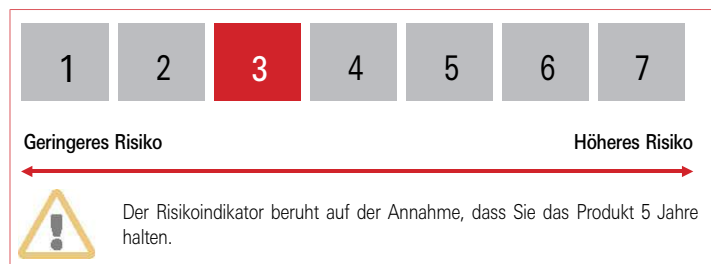 1 2 3 4 5 6 7
Geringeres Risiko Höheres Risiko
Der Risikoindikator beruht auf der Annahme, dass Sie das Produkt 5 Jahre
halten.